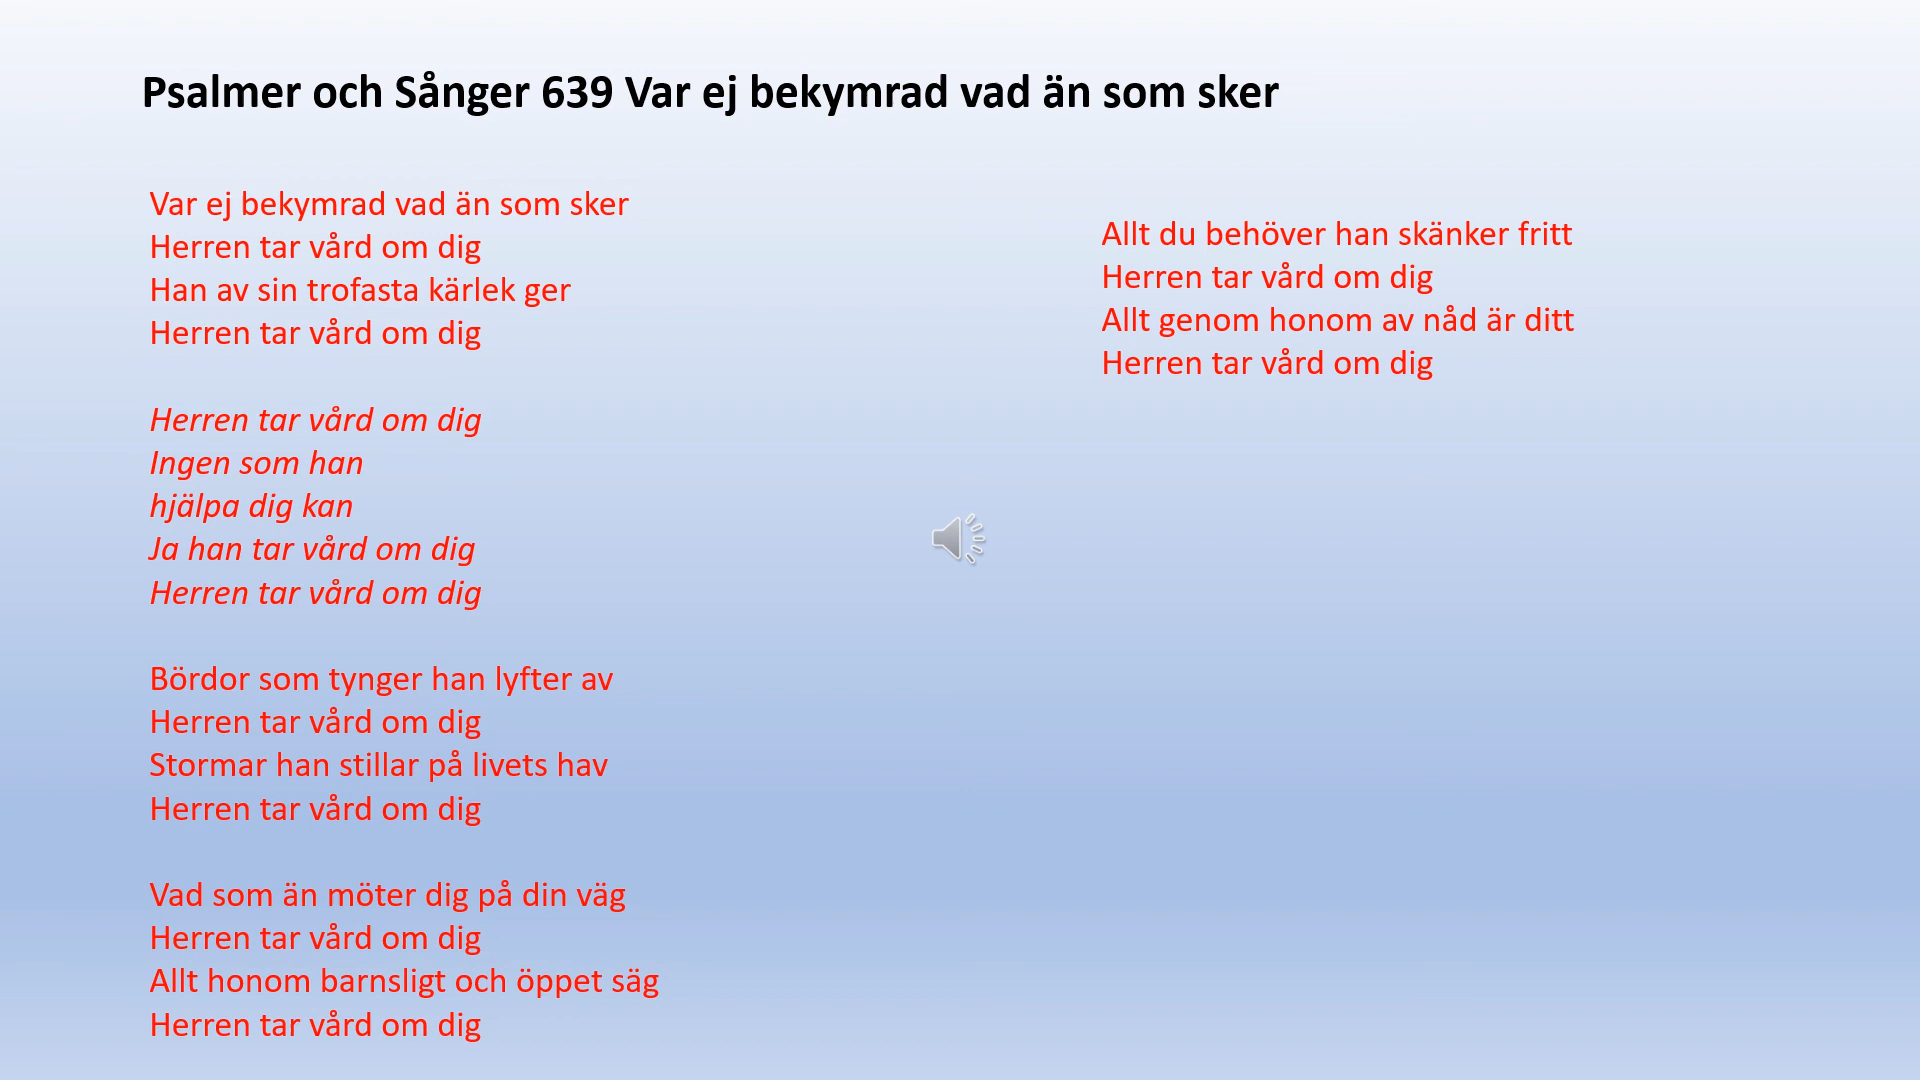 Psalmer och Sånger 639 Var ej bekymrad vad än som sker
Var ej bekymrad vad än som sker
Herren tar vård om dig
Han av sin trofasta kärlek ger
Herren tar vård om dig
Herren tar vård om dig
Ingen som han
hjälpa dig kan
Ja han tar vård om dig
Herren tar vård om dig
Bördor som tynger han lyfter av
Herren tar vård om dig
Stormar han stillar på livets hav
Herren tar vård om dig
Vad som än möter dig på din väg
Herren tar vård om dig
Allt honom barnsligt och öppet säg
Herren tar vård om dig
Allt du behöver han skänker fritt
Herren tar vård om dig
Allt genom honom av nåd är ditt
Herren tar vård om dig